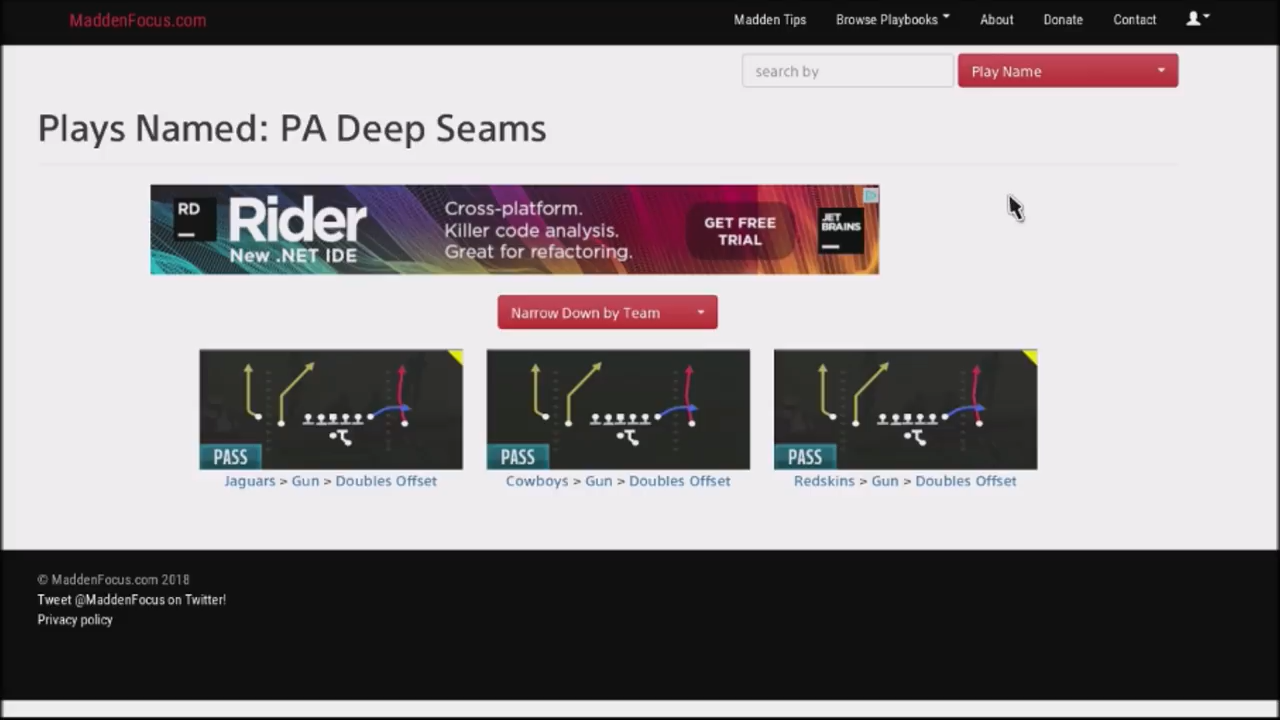 MaddenFocus.com
Madden Tips
Browse Playbooks
About
Donate
Contact
search by
Play Name
Plays Named: PA Deep Seams
RD
Rider
New .NET IDE
Cross-platform.
Killer code analysis.
Great for refactoring.
GET FREE
TRIAL
JET
BRAINS
Narrow Down by Team
PASS
PASS
PASS
Jaguars > Gun > Doubles Offset
Cowboys > Gun > Doubles Offset
Redskins > Gun > Doubles Offset
© MaddenFocus.com 2018
Tweet @MaddenFocus on Twitter!
Privacy policy